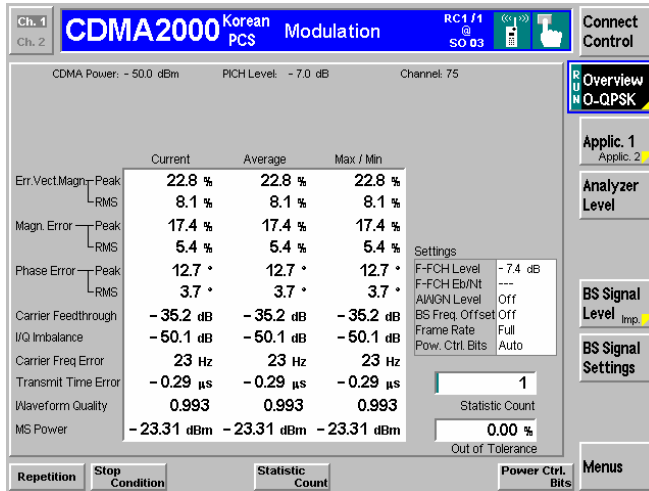 Ch. 1
Ch. 2
CDMA2000 Korean PCS Modulation
RC1 /1 @ SO 03
Connect Control
CDMA Power: - 50.0 dBm PICH Level: - 7.0 dB Channel: 75
RUN
Overview O-QPSK
Applic. 1
Applic. 2
Analyzer Level
Current Average Max / Min
Err.Vect.Magn. Peak 22.8 % 22.8 % 22.8 %
RMS 8.1 % 8.1 % 8.1 %
Magn. Error Peak 17.4 % 17.4 % 17.4 %
RMS 5.4 % 5.4 % 5.4 %
Phase Error Peak 12.7 ° 12.7 ° 12.7 °
RMS 3.7 ° 3.7 ° 3.7 °
Carrier Feedthrough - 35.2 dB - 35.2 dB - 35.2 dB
I/Q Imbalance - 50.1 dB - 50.1 dB - 50.1 dB
Carrier Freq Error 23 Hz 23 Hz 23 Hz
Transmit Time Error - 0.29 µs - 0.29 µs - 0.29 µs
Waveform Quality 0.993 0.993 0.993
MS Power - 23.31 dBm - 23.31 dBm - 23.31 dBm
Settings
F-FCH Level - 7.4 dB
F-FCH Eb/Nt ---
AWGN Level Off
BS Freq. Offset Off
Frame Rate Full
Pow. Ctrl. Bits Auto
1
Statistic Count
0.00 %
Out of Tolerance
BS Signal Level Imp.
BS Signal Settings
Repetition
Stop Condition
Statistic Count
Power Ctrl. Bits
Menus